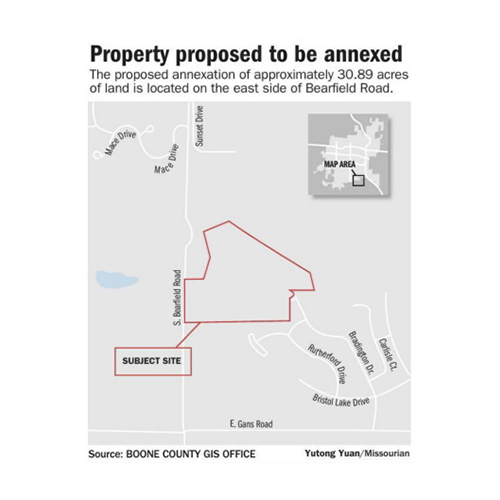 Property proposed to be annexed
The proposed annexation of approximately 30.89 acres
of land is located on the east side of Bearfield Road.
Mace Drive
Mace Drive
Sunset Drive
MAP AREA
S. Bearfield Road
SUBJECT SITE
Rutherford Drive
Bradington Dr.
Carlisle Ct.
Bristol Lake Drive
E. Gans Road
Source: BOONE COUNTY GIS OFFICE
Yutong Yuan/Missourian